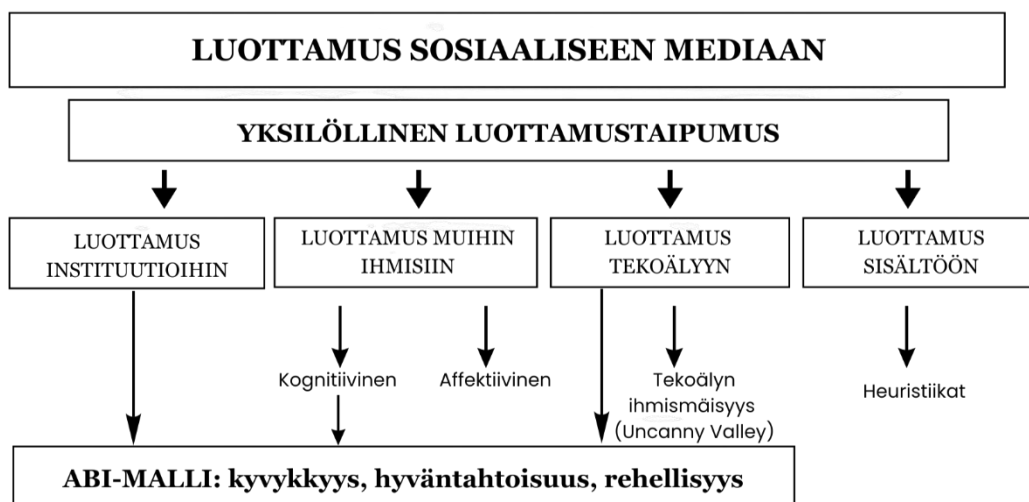 LUOTTAMUS SOSIAALISEEN MEDIAAN
YKSILÖLLINEN LUOTTAMUSTAIPUMUS
LUOTTAMUS
INSTITUUTIOIHIN
LUOTTAMUS MUIHIN
IHMISIIN
LUOTTAMUS
TEKOÄLYYN
LUOTTAMUS
SISÄLTÖÖN
Kognitiivinen
Affektiivinen
Tekoälyn
ihmismäisyys
(Uncanny Valley)
Heuristiikat
ABI-MALLI: kyvykkyys, hyväntahtoisuus, rehellisyys